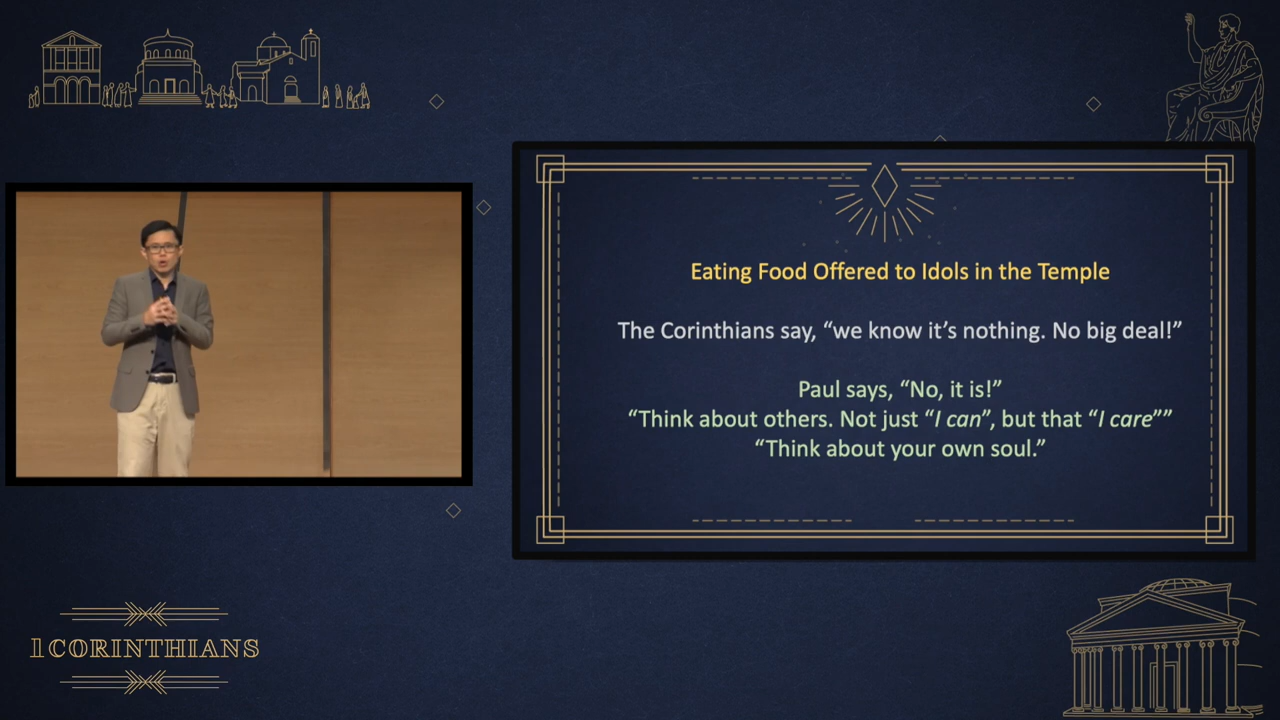 Eating Food Offered to Idols in the Temple
The Corinthians say, “we know it’s nothing. No big deal!”
Paul says, “No, it is!”
“Think about others. Not just “I can”, but that “I care””
“Think about your own soul.”
1CORINTHIANS